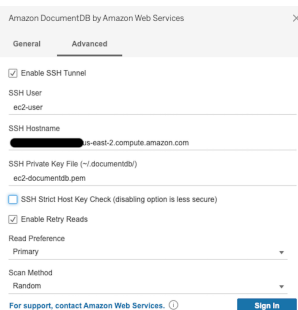 Amazon DocumentDB by Amazon Web Services
General Advanced
Enable SSH Tunnel
SSH User
ec2-user
SSH Hostname
us-east-2.compute.amazon.com
SSH Private Key File (~/.documentdb/)
ec2-documentdb.pem
SSH Strict Host Key Check (disabling option is less secure)
Enable Retry Reads
Read Preference
Primary
Scan Method
Random
For support, contact Amazon Web Services. Sign In